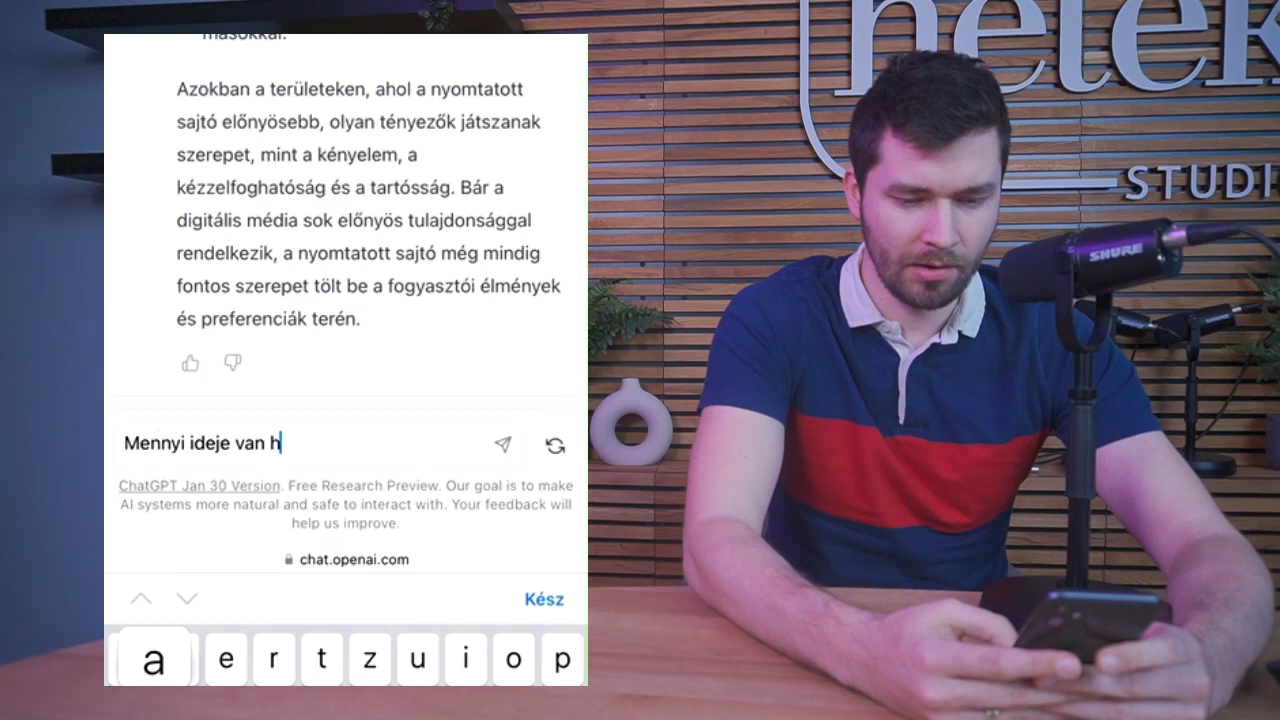 másokkal.
Azokban a területeken, ahol a nyomtatott
sajtó előnyösebb, olyan tényezők játszanak
szerepet, mint a kényelem, a
kézzelfoghatóság és a tartósság. Bár a
digitális média sok előnyös tulajdonsággal
rendelkezik, a nyomtatott sajtó még mindig
fontos szerepet tölt be a fogyasztói élmények
és preferenciák terén.
Mennyi ideje van h
ChatGPT Jan 30 Version. Free Research Preview. Our goal is to make
AI systems more natural and safe to interact with. Your feedback will
help us improve.
chat.openai.com
Kész
a e r t z u i o p
STUDI
SHURE